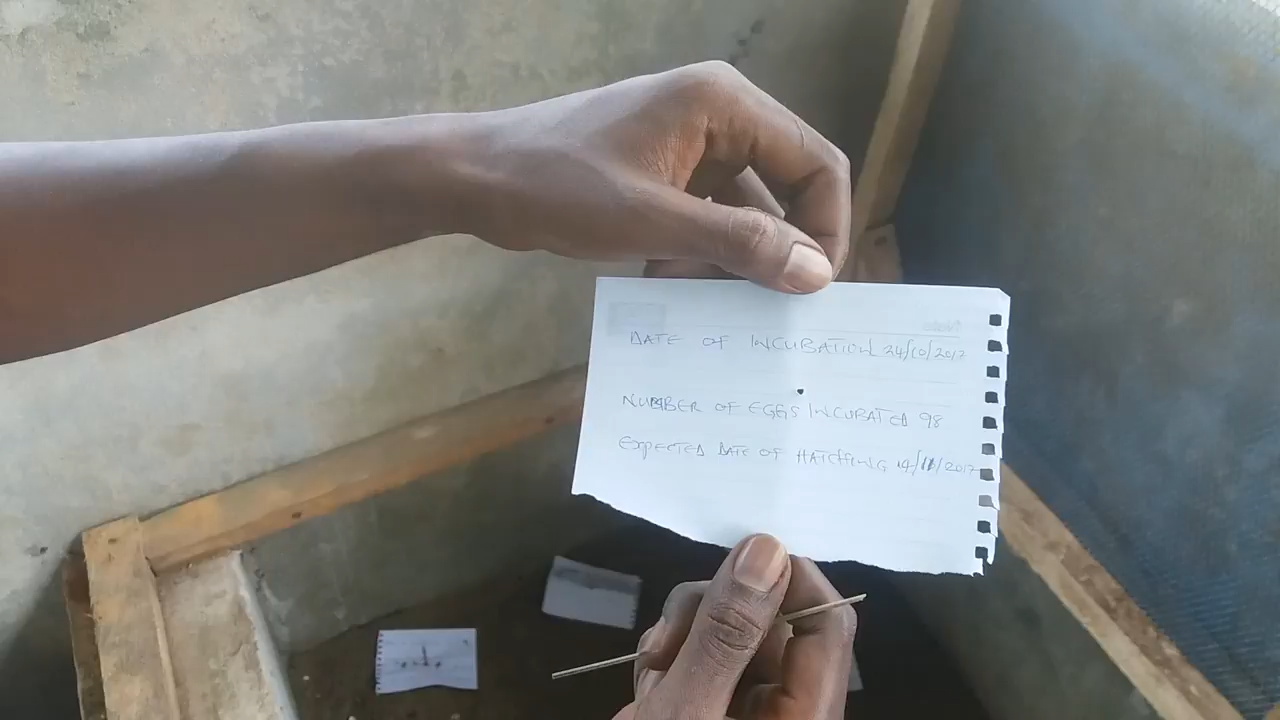 DATE OF INCUBATION 24/10/2017
NUMBER OF EGGS INCUBATED 98
EXPECTED DATE OF HATCHING 14/11/2017